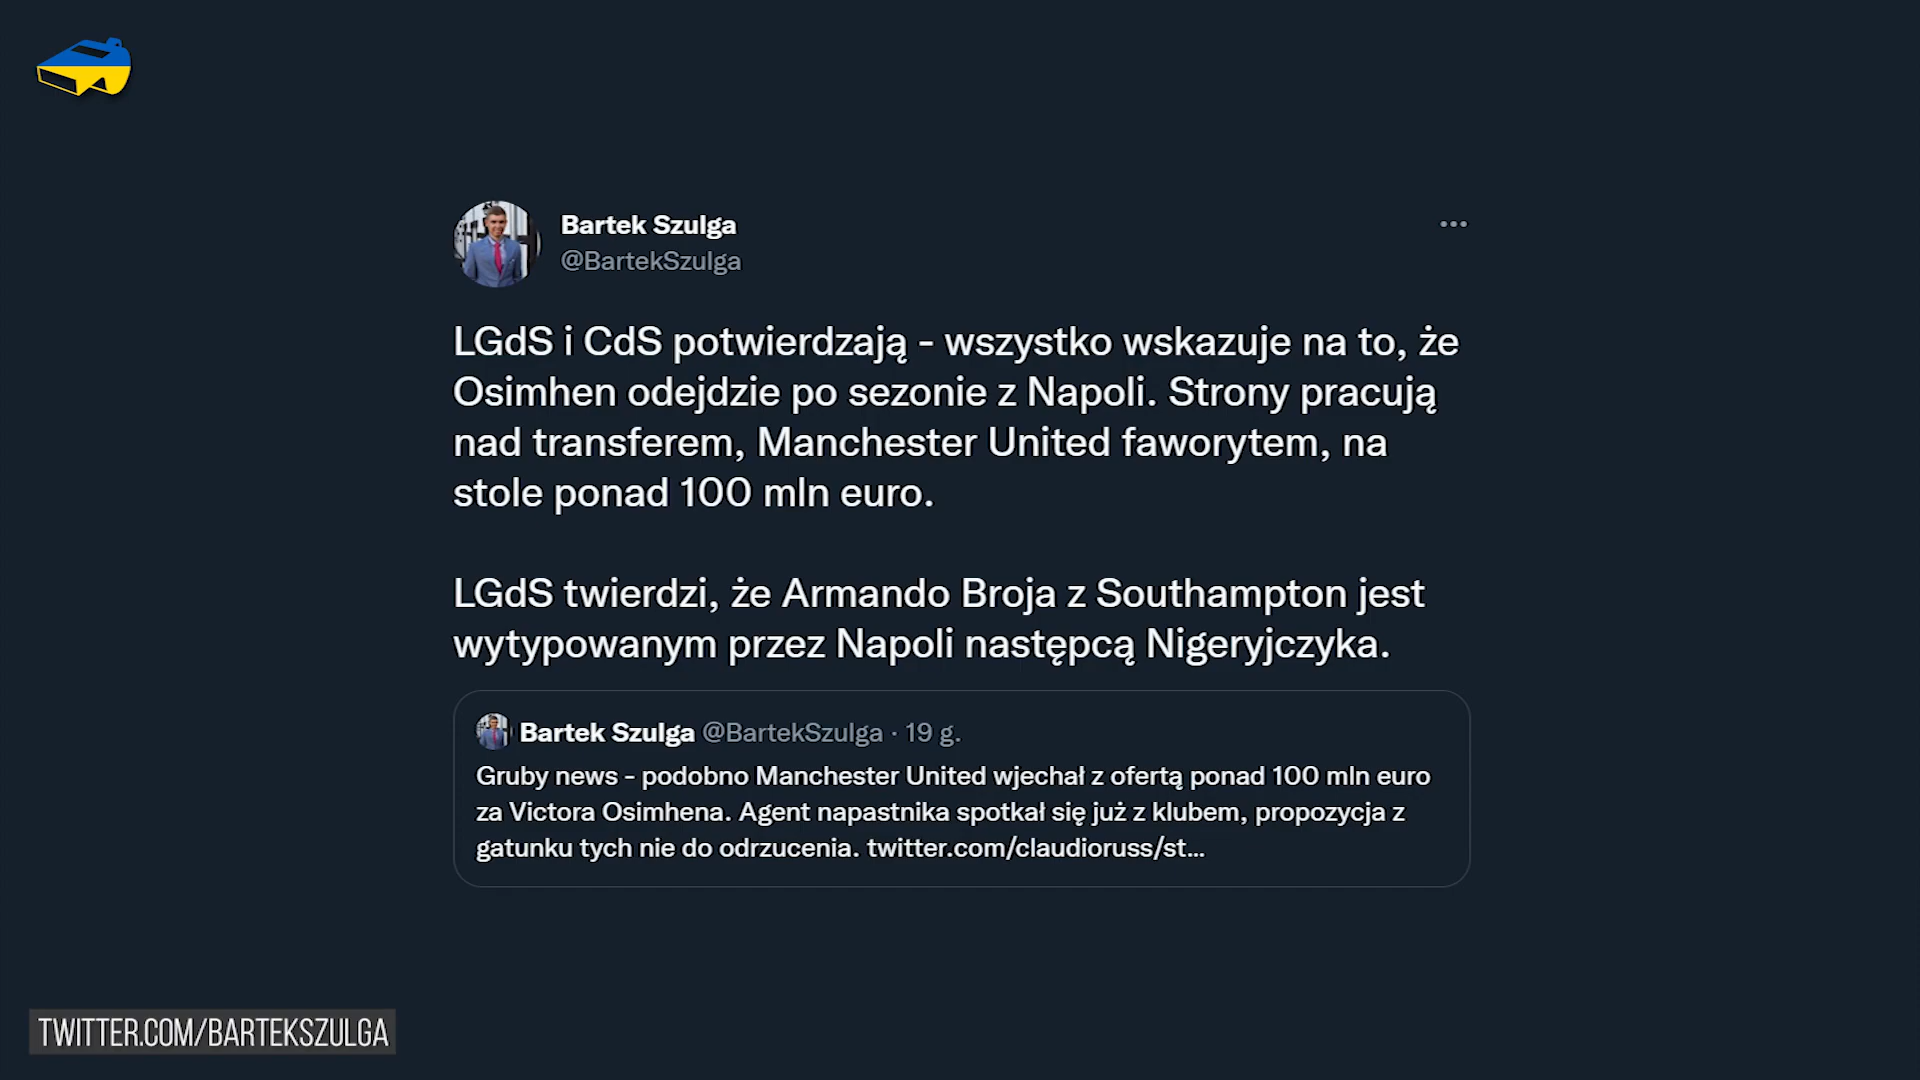 Bartek Szulga
@BartekSzulga
LGdS i CdS potwierdzają - wszystko wskazuje na to, że
Osimhen odejdzie po sezonie z Napoli. Strony pracują
nad transferem, Manchester United faworytem, na
stole ponad 100 mln euro.
LGdS twierdzi, że Armando Broja z Southampton jest
wytypowanym przez Napoli następcą Nigeryjczyka.
Bartek Szulga @BartekSzulga · 19 g.
Gruby news - podobno Manchester United wjechał z ofertą ponad 100 mln euro
za Victora Osimhena. Agent napastnika spotkał się już z klubem, propozycja z
gatunku tych nie do odrzucenia. twitter.com/claudioruss/st...
TWITTER.COM/BARTEKSZULGA